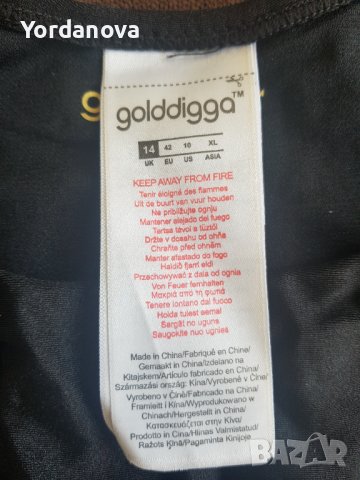 Yordanova
golddigga™
14 42 10 XL
UK EU US ASIA
KEEP AWAY FROM FIRE
Tenir éloigné des flammes
Uit de buurt van vuur houden
Ne približujte ognju
Mantener alejado del fuego
Tartsa távol a tűztől
Držte v dosahu od ohně
Chraňte před ohněm
Manter afastado do fogo
Haldið fjarri eldi
Przechowywać z dala od ognia
Von Feuer fernhalten
Μακριά από τη φωτιά
Tenere lontano dal fuoco
Hoida tulest eemal
Sargāt no uguns
Saugokite nuo ugnies
Made in China/Fabriqué en Chine/
Gemaakt in China/Izdelano na
Kitajskem/Artículo fabricado en China/
Származási ország: Kína/Vyrobené v Číne/
Vyrobeno v Číně/Fabricado em China/
Framleitt í Kína/Wyprodukowano w
Chinach/Hergestellt in China/
Κατασκευάζεται στην Κίνα/
Prodotto in Cina/Hiinas Valmistatud/
Ražots Ķīnā/Pagaminta Kinijoje
BAZAR